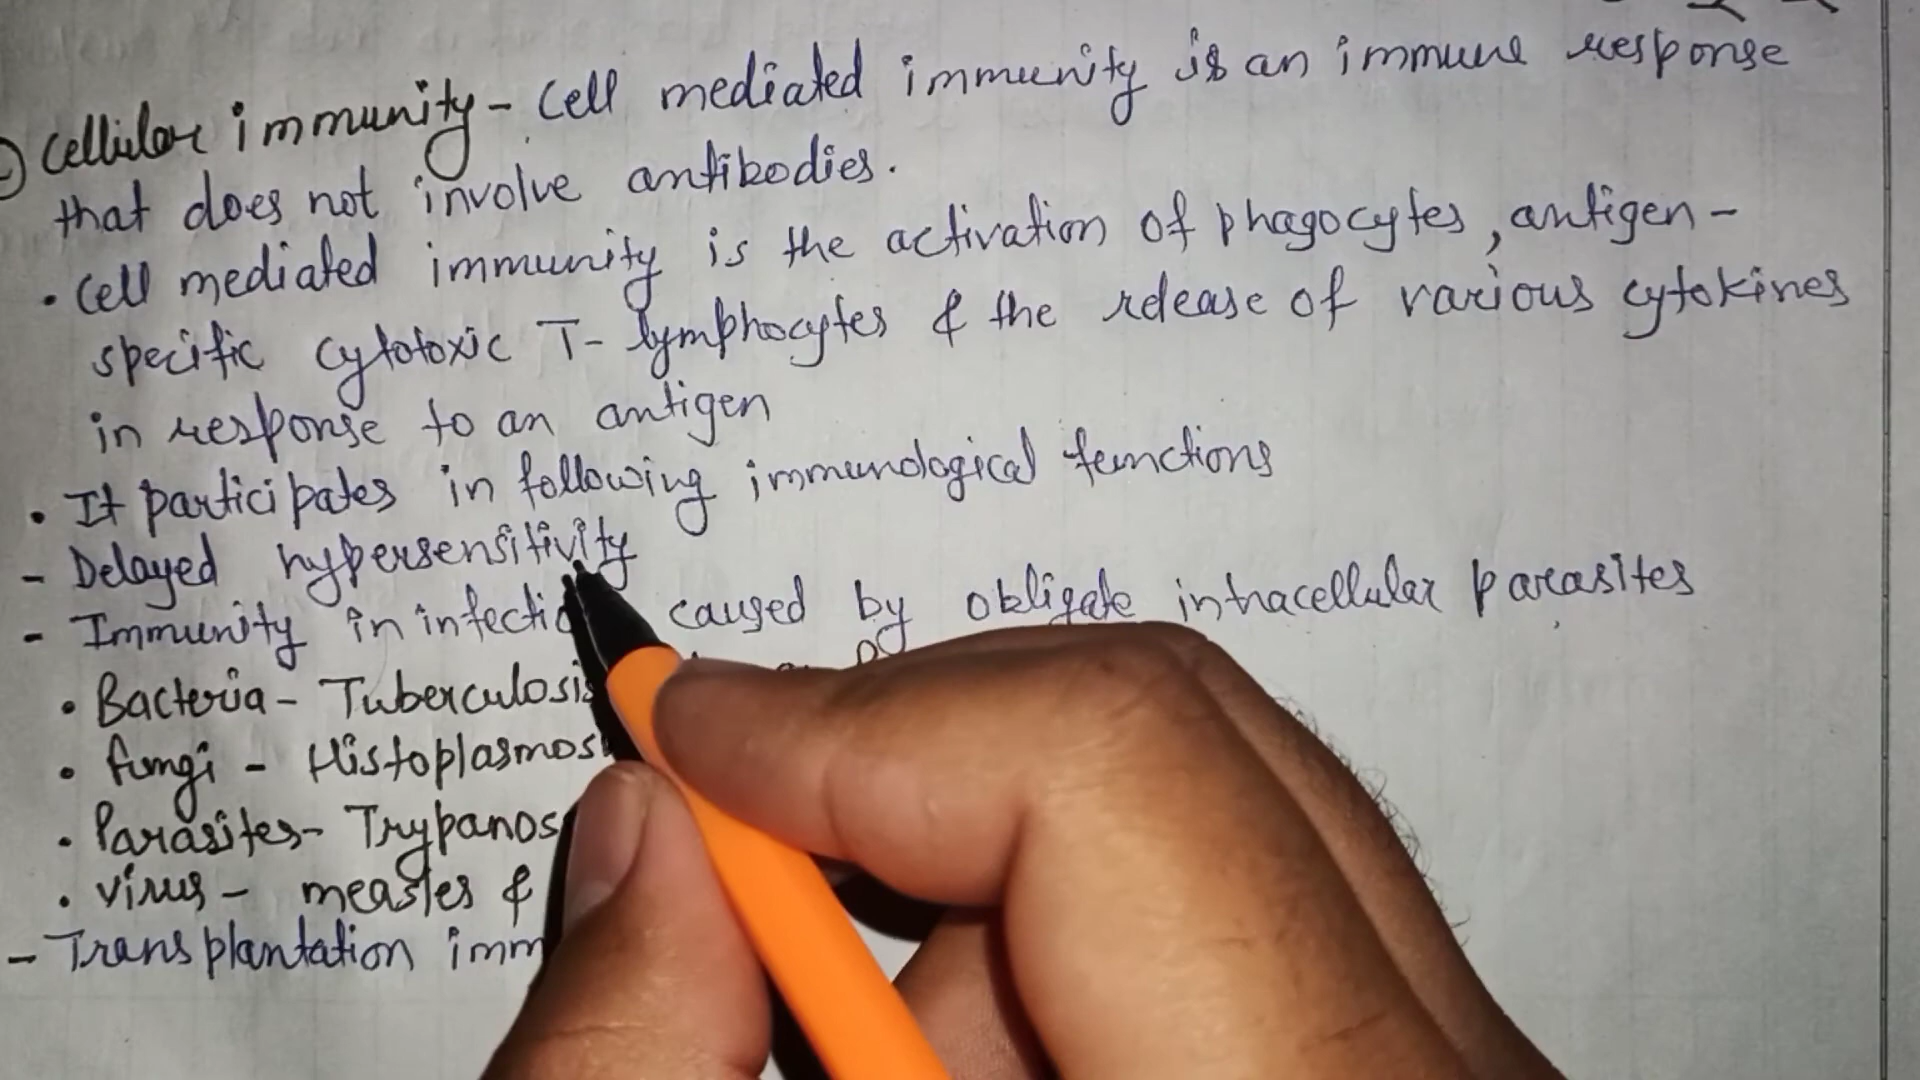 Cellular immunity - Cell mediated immunity is an immune response
that does not involve antibodies.
• Cell mediated immunity is the activation of phagocytes, antigen-
specific cytotoxic T- lymphocytes & the release of various cytokines
in response to an antigen
• It participates in following immunological functions
- Delayed hypersensitivity
- Immunity in infectio caused by obligate intracellular parasites
• Bacteria - Tuberculosis
• fungi - Histoplasmos
• Parasites- Trypanos
• virus - measles &
- Transplantation imm